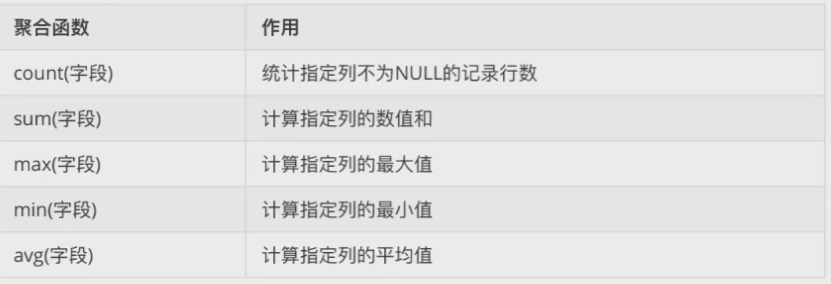 聚合函数 作用
count(字段) 统计指定列不为NULL的记录行数
sum(字段) 计算指定列的数值和
max(字段) 计算指定列的最大值
min(字段) 计算指定列的最小值
avg(字段) 计算指定列的平均值